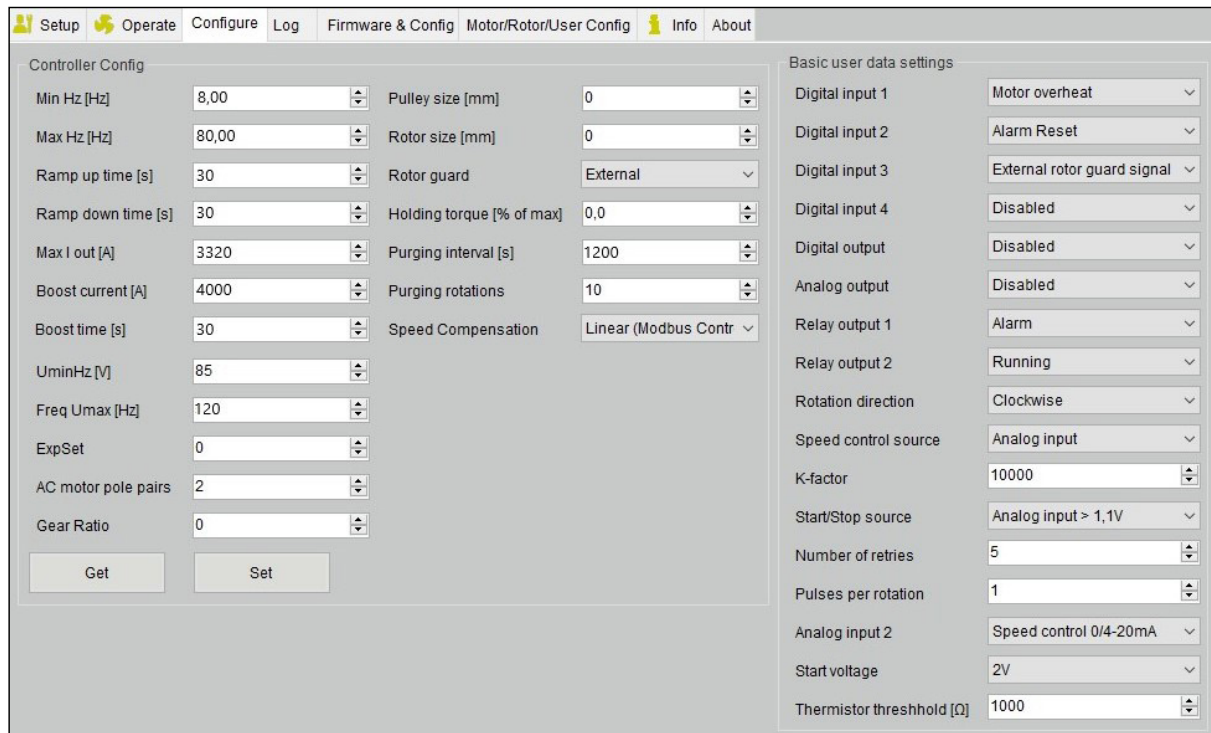 Setup Operate Configure Log Firmware & Config Motor/Rotor/User Config Info About
Controller Config
Min Hz [Hz] 8,00
Max Hz [Hz] 80,00
Ramp up time [s] 30
Ramp down time [s] 30
Max I out [A] 3320
Boost current [A] 4000
Boost time [s] 30
UminHz [V] 85
Freq Umax [Hz] 120
ExpSet 0
AC motor pole pairs 2
Gear Ratio 0
Get Set
Pulley size [mm] 0
Rotor size [mm] 0
Rotor guard External
Holding torque [% of max] 0,0
Purging interval [s] 1200
Purging rotations 10
Speed Compensation Linear (Modbus Contr
Basic user data settings
Digital input 1 Motor overheat
Digital input 2 Alarm Reset
Digital input 3 External rotor guard signal
Digital input 4 Disabled
Digital output Disabled
Analog output Disabled
Relay output 1 Alarm
Relay output 2 Running
Rotation direction Clockwise
Speed control source Analog input
K-factor 10000
Start/Stop source Analog input > 1,1V
Number of retries 5
Pulses per rotation 1
Analog input 2 Speed control 0/4-20mA
Start voltage 2V
Thermistor threshhold [Ω] 1000